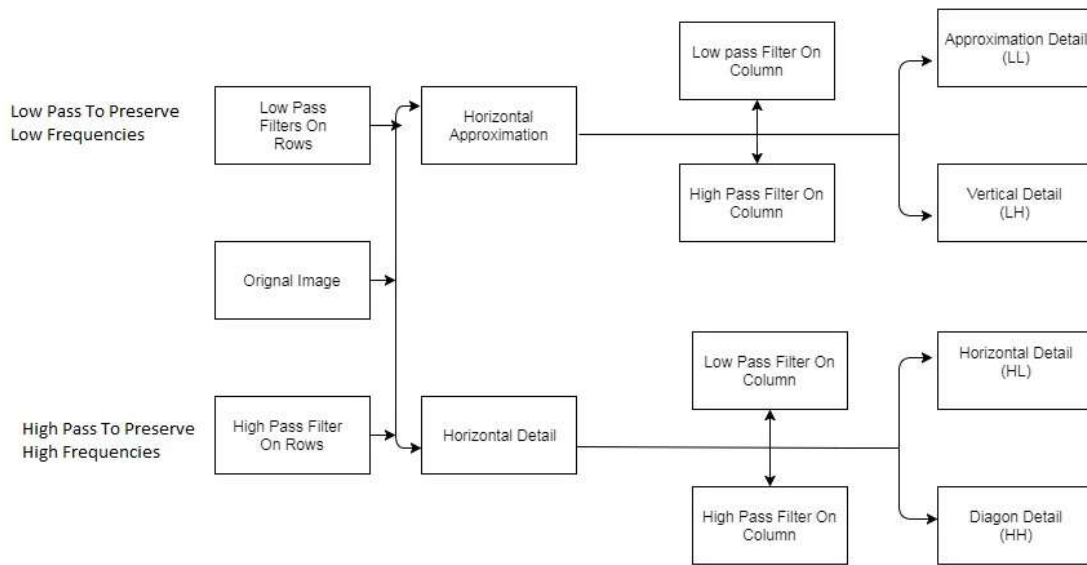 Low Pass To Preserve
Low Frequencies
Low Pass
Filters On
Rows
Horizontal
Approximation
Low pass Filter On
Column
High Pass Filter On
Column
Approximation Detail
(LL)
Vertical Detail
(LH)
Orignal Image
High Pass To Preserve
High Frequencies
High Pass Filter
On Rows
Horizontal Detail
Low Pass Filter On
Column
High Pass Filter On
Column
Horizontal Detail
(HL)
Diagon Detail
(HH)